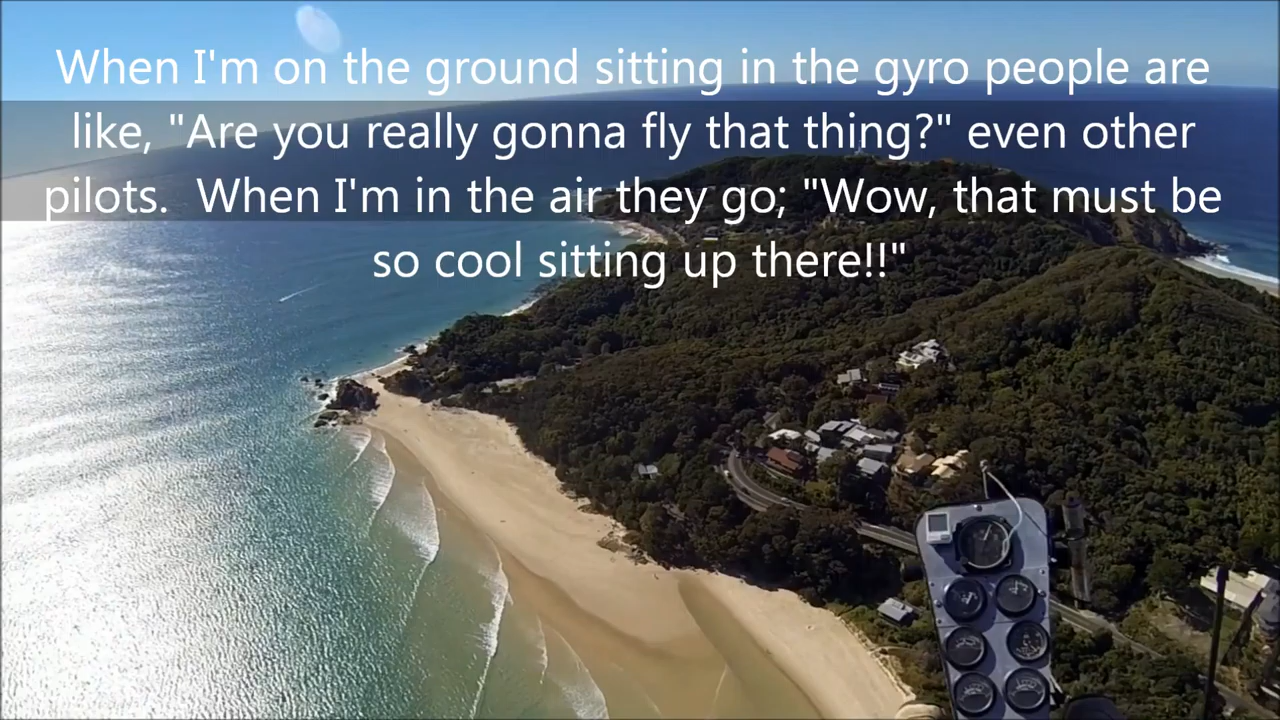 When I'm on the ground sitting in the gyro people are
like, "Are you really gonna fly that thing?" even other
pilots.  When I'm in the air they go; "Wow, that must be
so cool sitting up there!!"